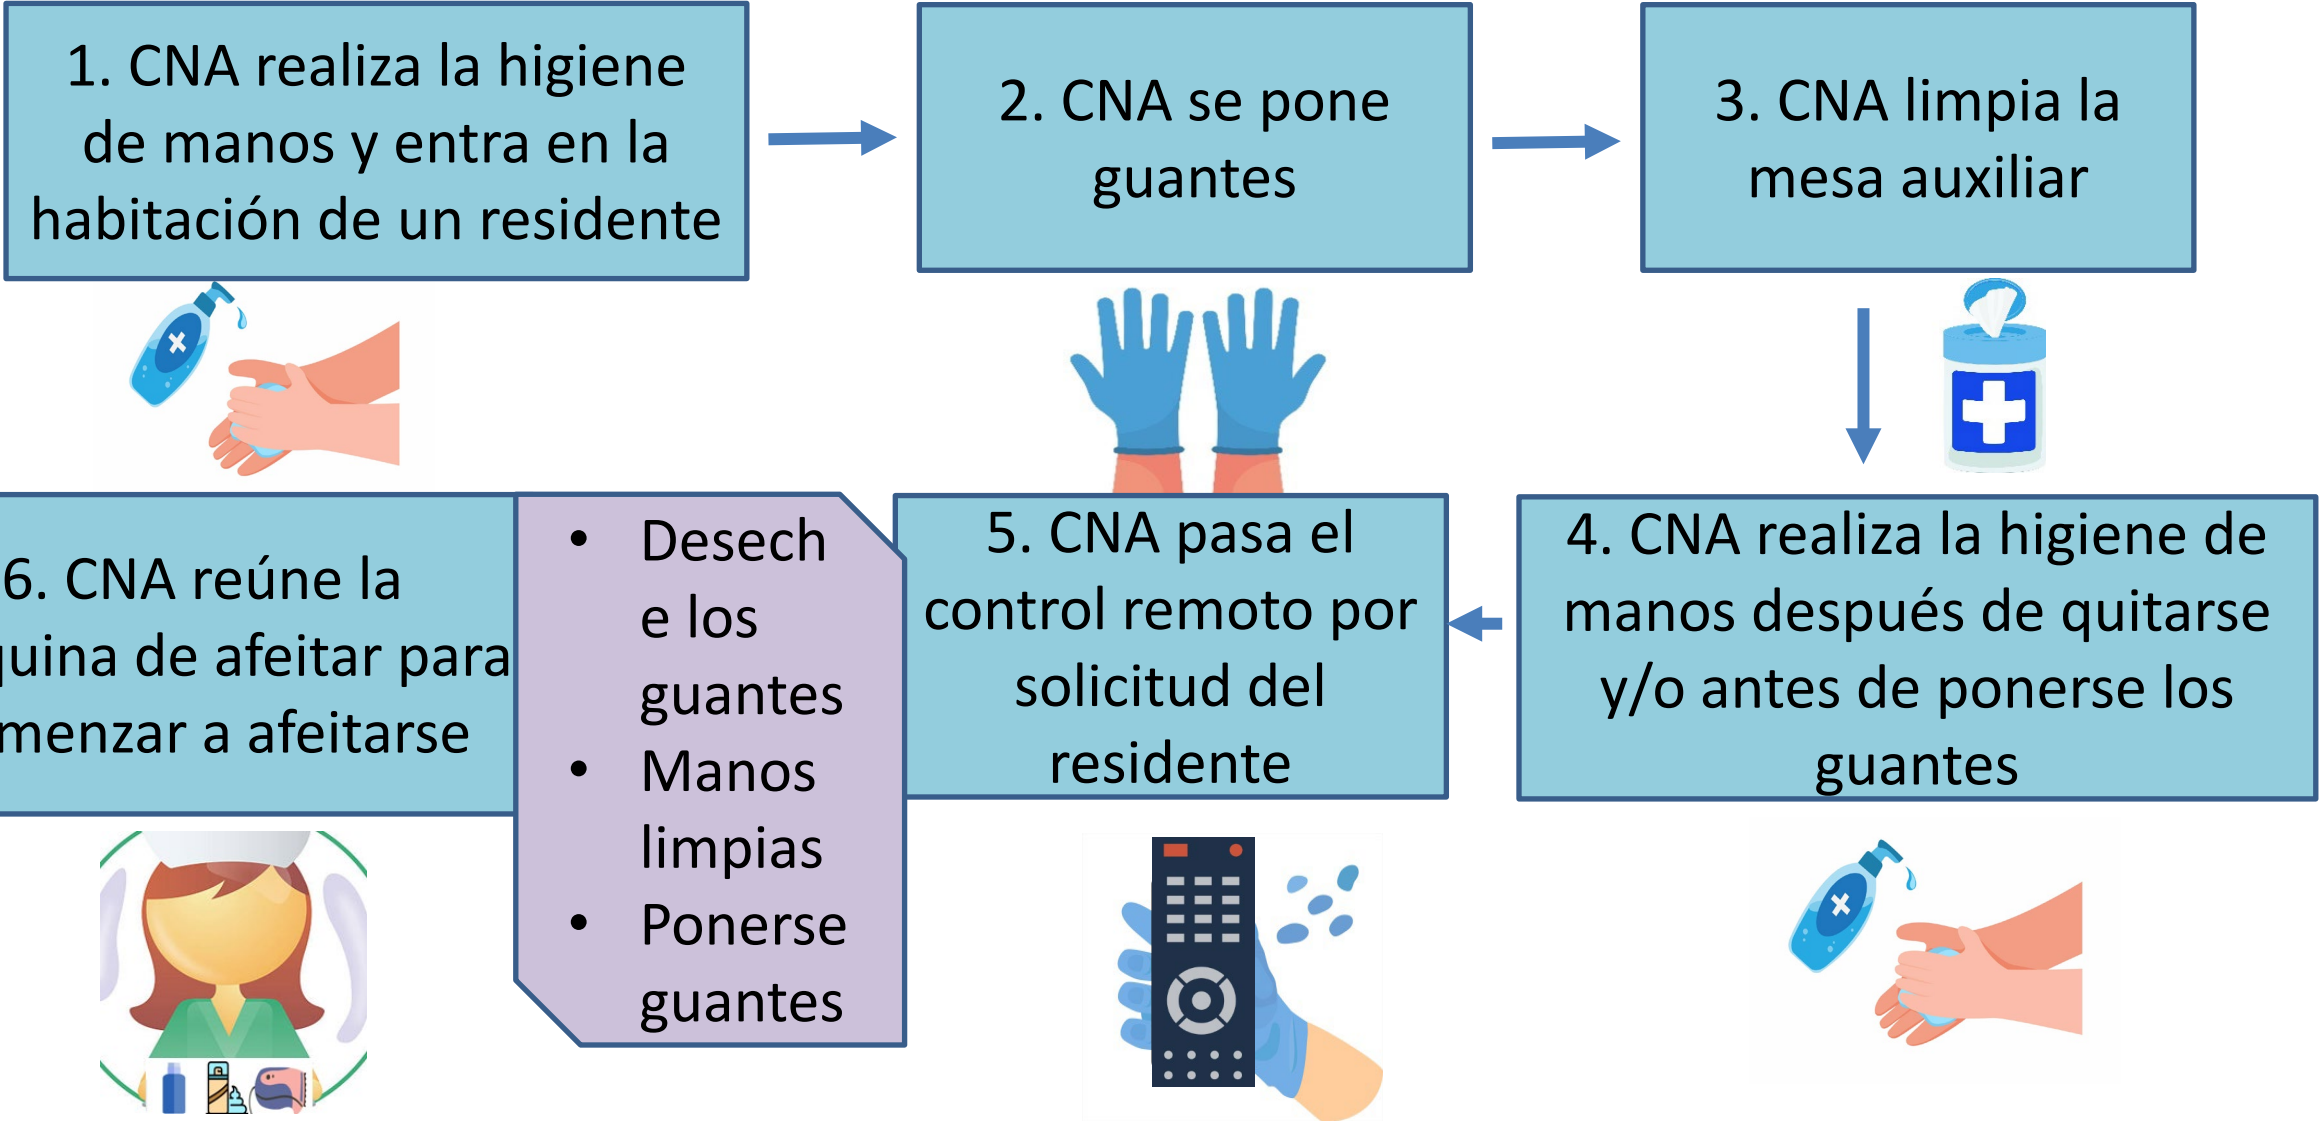 1. CNA realiza la higiene
de manos y entra en la
habitación de un residente
2. CNA se pone
guantes
3. CNA limpia la
mesa auxiliar
4. CNA realiza la higiene de
manos después de quitarse
y/o antes de ponerse los
guantes
5. CNA pasa el
control remoto por
solicitud del
residente
• Desech
e los
guantes
• Manos
limpias
• Ponerse
guantes
6. CNA reúne la
quina de afeitar para
menzar a afeitarse